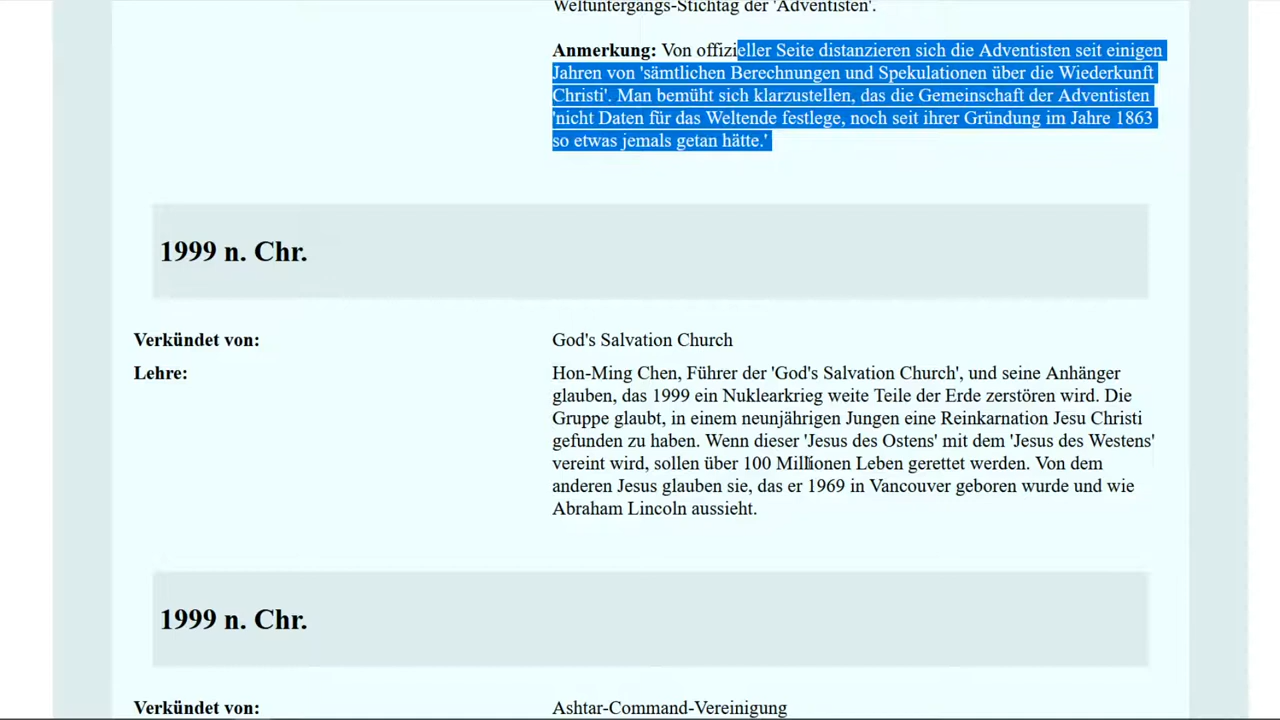 Weltuntergangs-Stichtag der 'Adventisten'.
Anmerkung: Von offizieller Seite distanzieren sich die Adventisten seit einigen
Jahren von 'sämtlichen Berechnungen und Spekulationen über die Wiederkunft
Christi'. Man bemüht sich klarzustellen, das die Gemeinschaft der Adventisten
'nicht Daten für das Weltende festlege, noch seit ihrer Gründung im Jahre 1863
so etwas jemals getan hätte.'
1999 n. Chr.
Verkündet von: God's Salvation Church
Lehre: Hon-Ming Chen, Führer der 'God's Salvation Church', und seine Anhänger
glauben, das 1999 ein Nuklearkrieg weite Teile der Erde zerstören wird. Die
Gruppe glaubt, in einem neunjährigen Jungen eine Reinkarnation Jesu Christi
gefunden zu haben. Wenn dieser 'Jesus des Ostens' mit dem 'Jesus des Westens'
vereint wird, sollen über 100 Millionen Leben gerettet werden. Von dem
anderen Jesus glauben sie, das er 1969 in Vancouver geboren wurde und wie
Abraham Lincoln aussieht.
1999 n. Chr.
Verkündet von: Ashtar-Command-Vereinigung